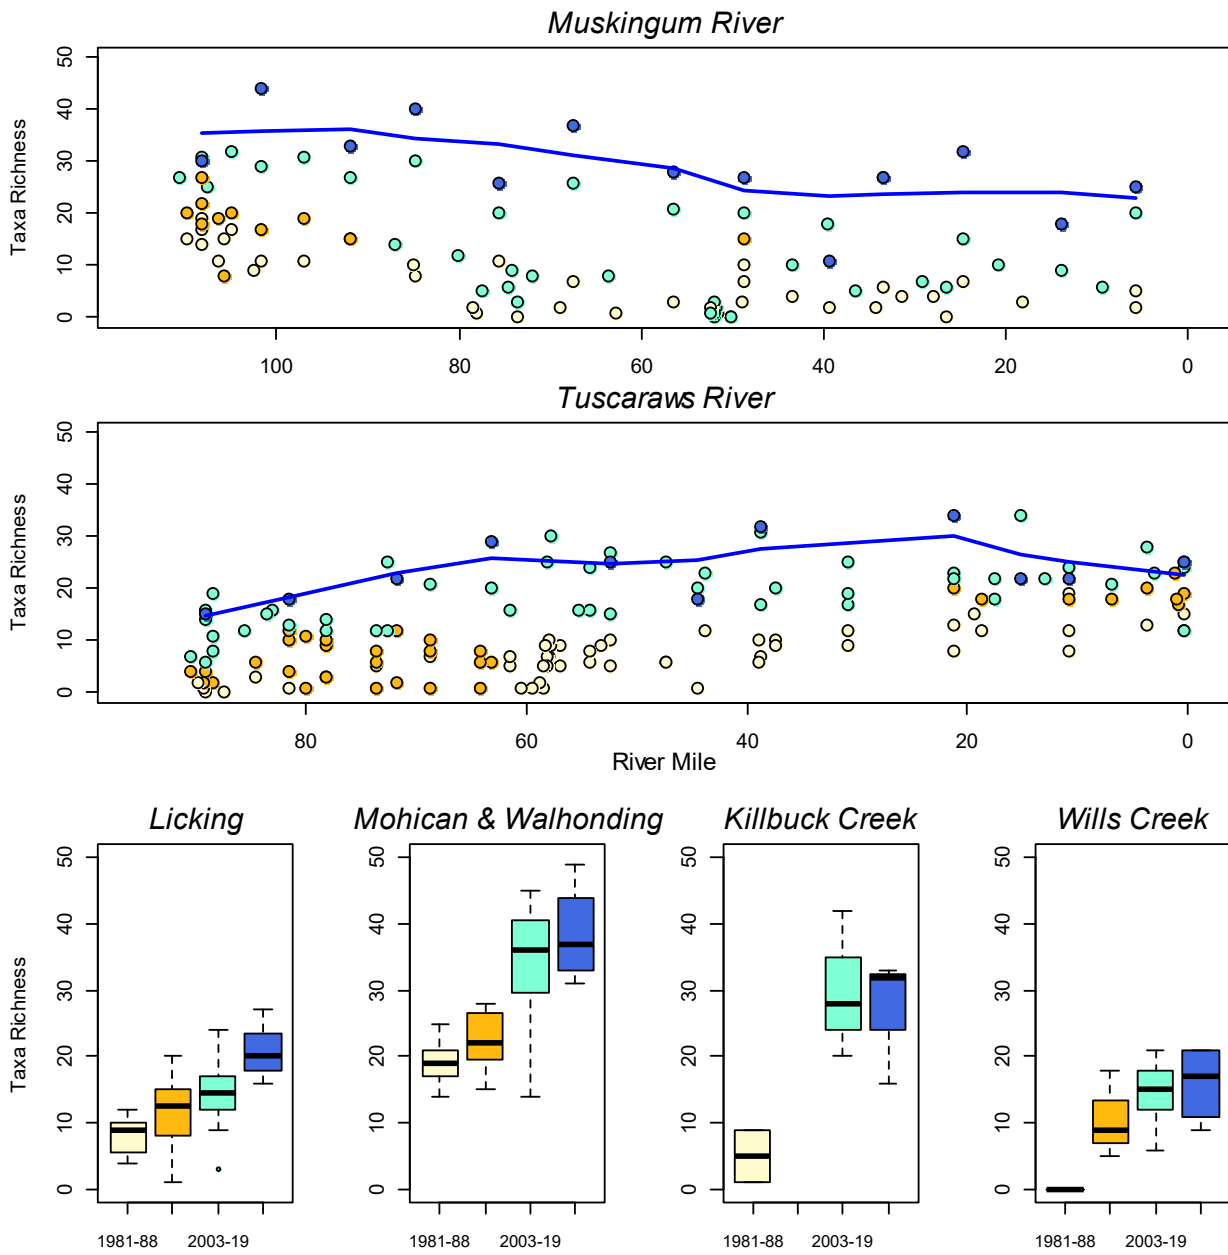 Muskingum River
50
40
30
20
10
0
Taxa Richness
100 80 60 40 20 0
Tuscaraws River
50
40
30
20
10
0
Taxa Richness
80 60 40 20 0
River Mile
Licking Mohican & Walhonding Killbuck Creek Wills Creek
50 50 50 50
40 40 40 40
30 30 30 30
20 20 20 20
10 10 10 10
0 0 0 0
Taxa Richness
1981-88 2003-19 1981-88 2003-19 1981-88 2003-19 1981-88 2003-19